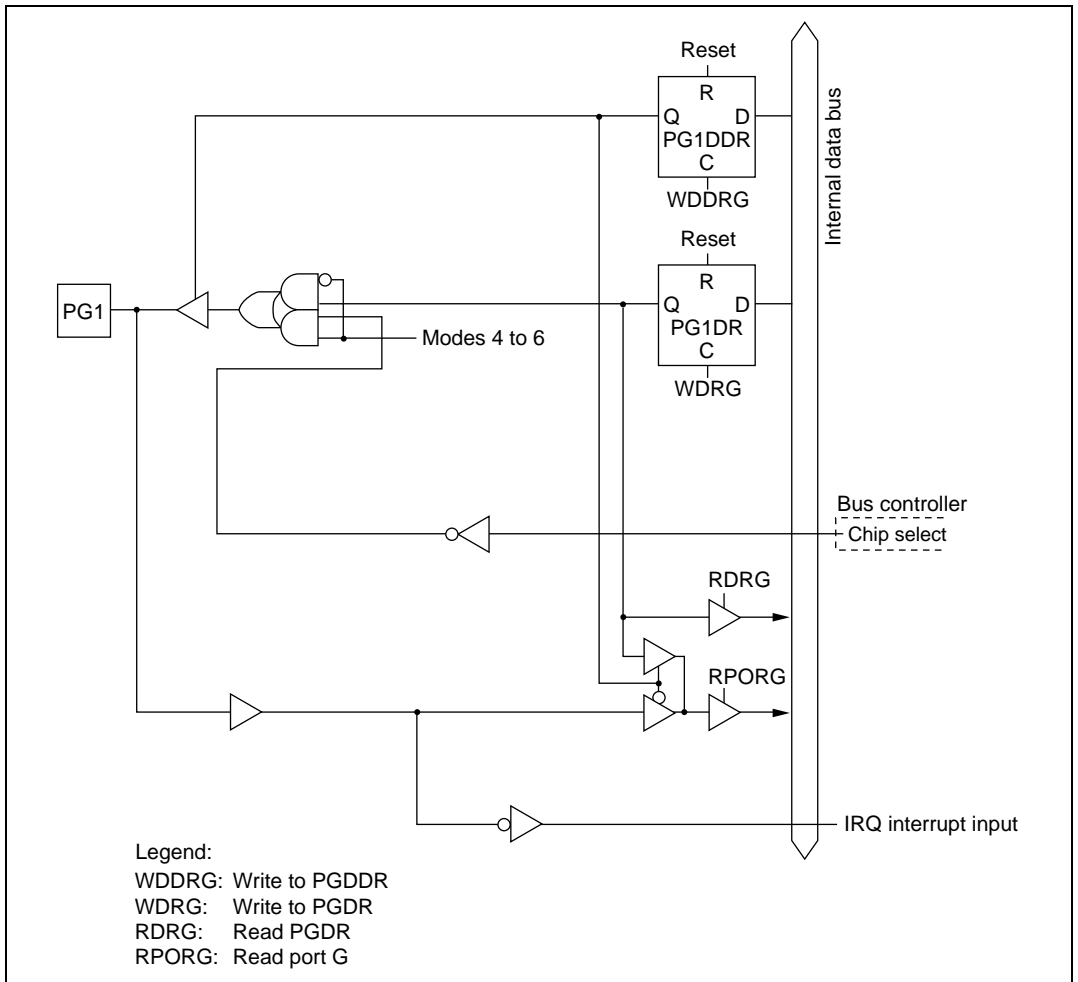 Reset
R
Q D
PG1DDR
C
WDDRG
Internal data bus
Reset
R
Q D
PG1DR
C
WDRG
PG1
Modes 4 to 6
Bus controller
Chip select
RDRG
RPORG
IRQ interrupt input
Legend:
WDDRG: Write to PGDDR
WDRG: Write to PGDR
RDRG: Read PGDR
RPORG: Read port G